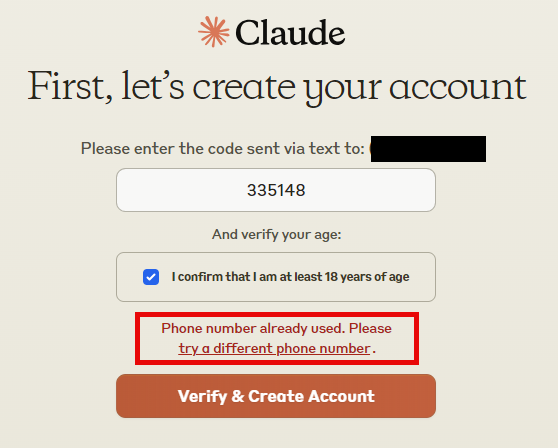 Claude
First, let's create your account
Please enter the code sent via text to: (
335148
And verify your age:
I confirm that I am at least 18 years of age
Phone number already used. Please
try a different phone number.
Verify & Create Account